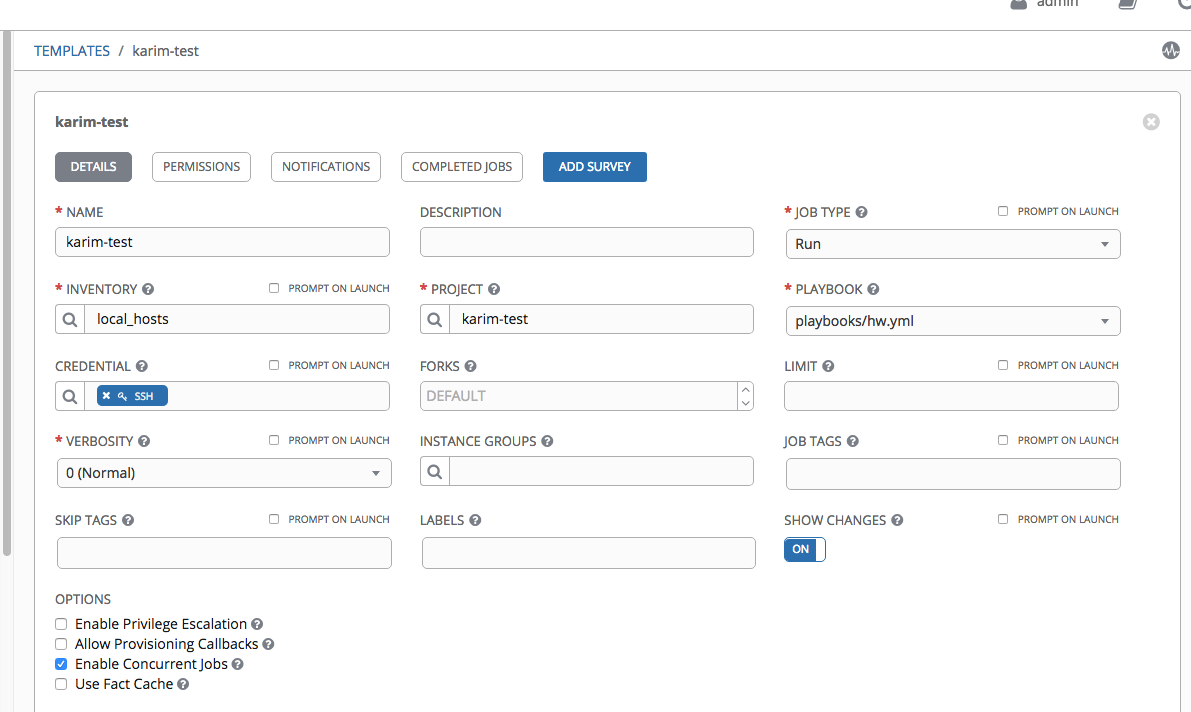 admin
TEMPLATES / karim-test
karim-test
DETAILS PERMISSIONS NOTIFICATIONS COMPLETED JOBS ADD SURVEY
* NAME DESCRIPTION * JOB TYPE ? PROMPT ON LAUNCH
karim-test Run
* INVENTORY ? PROMPT ON LAUNCH * PROJECT ? * PLAYBOOK ?
local_hosts karim-test playbooks/hw.yml
CREDENTIAL ? PROMPT ON LAUNCH FORKS ? LIMIT ? PROMPT ON LAUNCH
SSH DEFAULT
* VERBOSITY ? PROMPT ON LAUNCH INSTANCE GROUPS ? JOB TAGS ? PROMPT ON LAUNCH
0 (Normal)
SKIP TAGS ? PROMPT ON LAUNCH LABELS ? SHOW CHANGES ? PROMPT ON LAUNCH
ON
OPTIONS
Enable Privilege Escalation ?
Allow Provisioning Callbacks ?
Enable Concurrent Jobs ?
Use Fact Cache ?